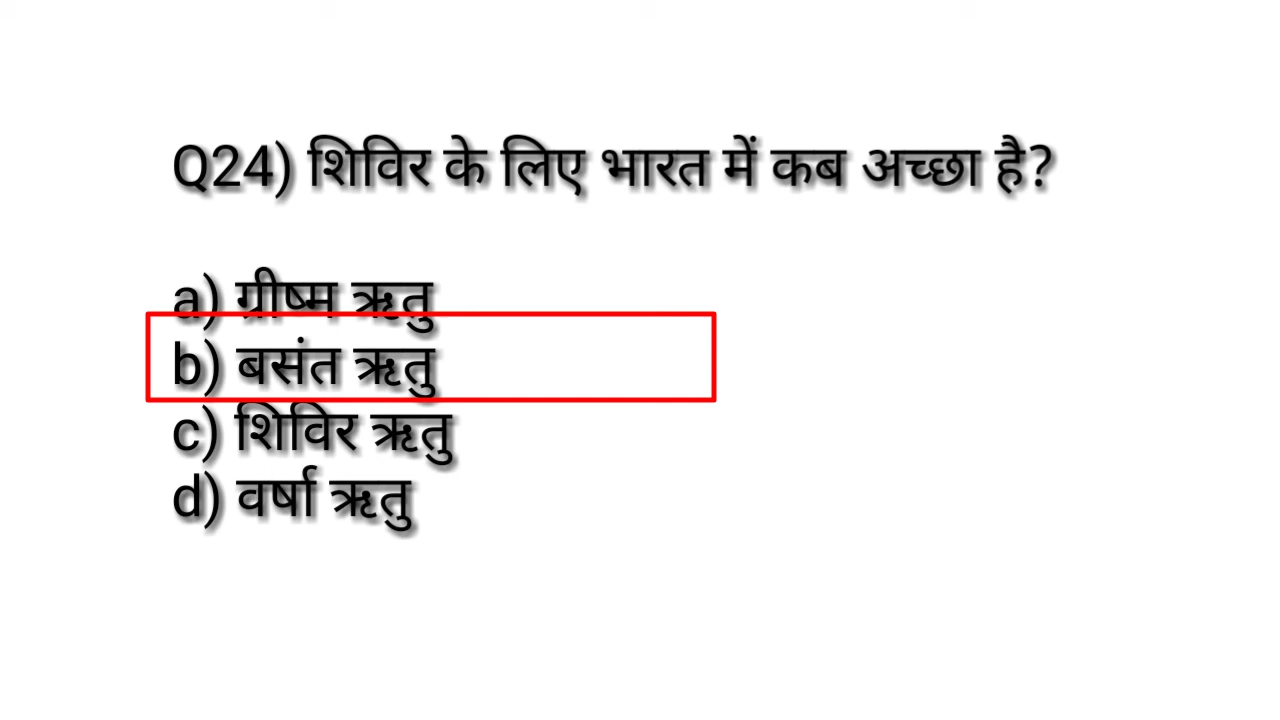 Q24) शिविर के लिए भारत में कब अच्छा है?
a) ग्रीष्म ऋतु
b) बसंत ऋतु
c) शिविर ऋतु
d) वर्षा ऋतु